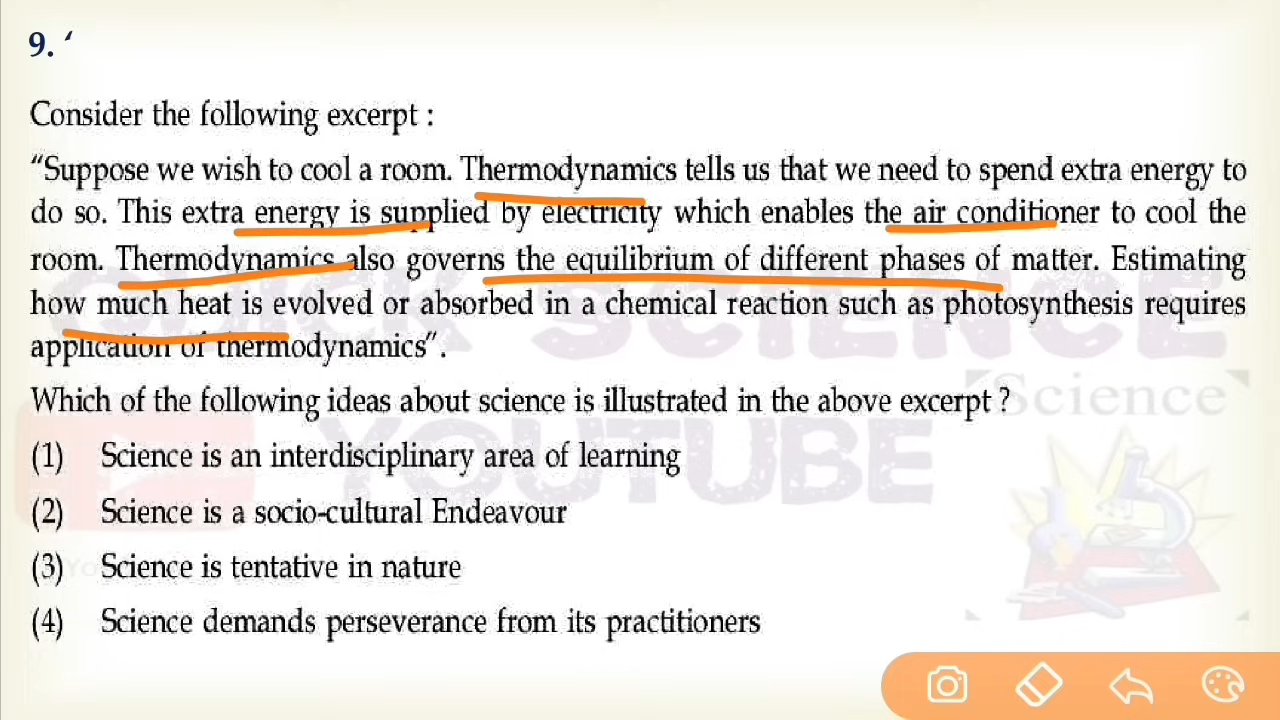 9. ‘
Consider the following excerpt :
“Suppose we wish to cool a room. Thermodynamics tells us that we need to spend extra energy to
do so. This extra energy is supplied by electricity which enables the air conditioner to cool the
room. Thermodynamics also governs the equilibrium of different phases of matter. Estimating
how much heat is evolved or absorbed in a chemical reaction such as photosynthesis requires
application of thermodynamics”.
Which of the following ideas about science is illustrated in the above excerpt ?
(1) Science is an interdisciplinary area of learning
(2) Science is a socio-cultural Endeavour
(3) Science is tentative in nature
(4) Science demands perseverance from its practitioners
SCIENCE
Science
YOUTUBE